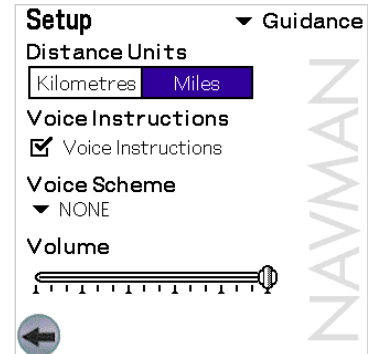 Setup Guidance
Distance Units
Kilometres Miles
Voice Instructions
Voice Instructions
Voice Scheme
NONE
Volume
NAVMAN